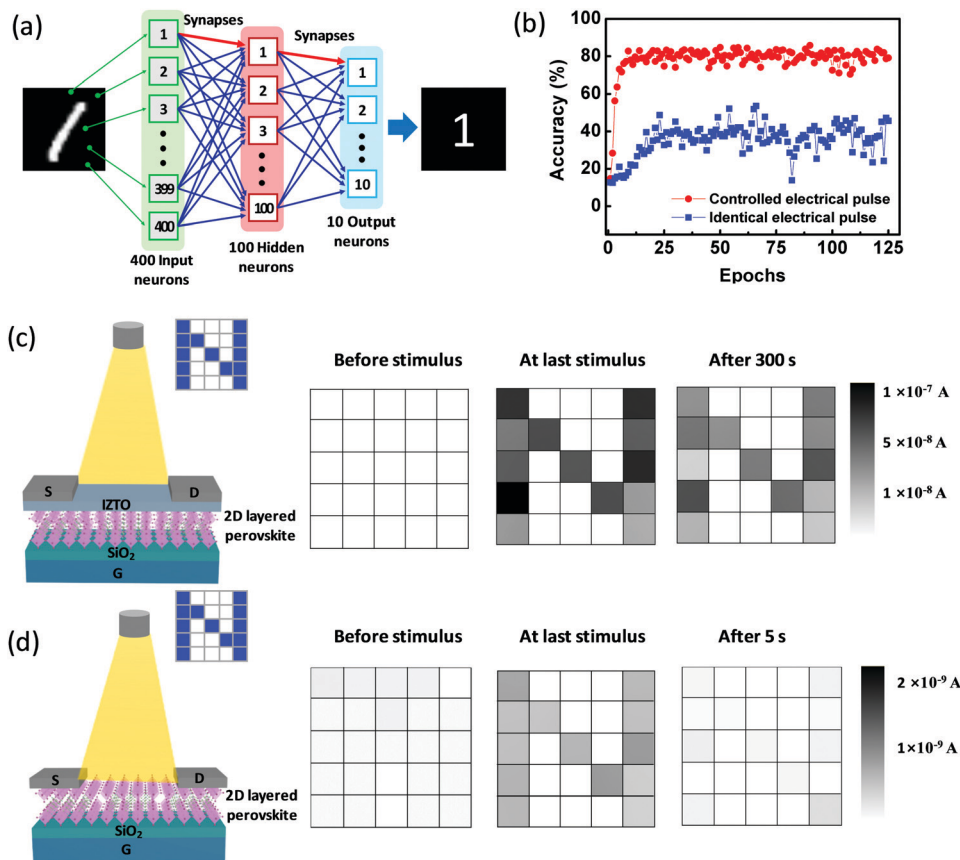 (a)
Synapses
Synapses
1
2
3
399
400
1
2
3
100
1
2
10
1
400 Input
neurons
100 Hidden
neurons
10 Output
neurons
(b)
Accuracy (%)
100
80
60
40
20
0
0
25
50
75
100
125
Epochs
Controlled electrical pulse
Identical electrical pulse
(c)
S
D
IZTO
2D layered
perovskite
SiO₂
G
Before stimulus
At last stimulus
After 300 s
1 ×10⁻⁷ A
5 ×10⁻⁸ A
1 ×10⁻⁸ A
(d)
S
D
2D layered
perovskite
SiO₂
G
Before stimulus
At last stimulus
After 5 s
2 ×10⁻⁹ A
1×10⁻⁹ A